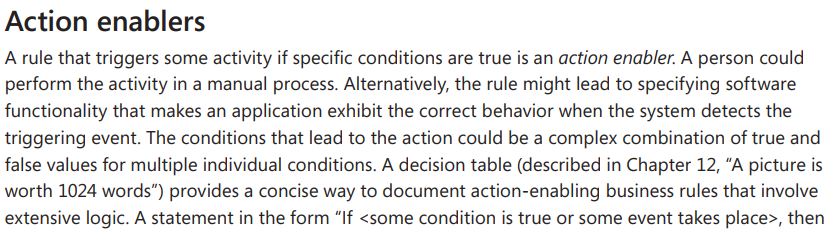 Action enablers
A rule that triggers some activity if specific conditions are true is an action enabler. A person could
perform the activity in a manual process. Alternatively, the rule might lead to specifying software
functionality that makes an application exhibit the correct behavior when the system detects the
triggering event. The conditions that lead to the action could be a complex combination of true and
false values for multiple individual conditions. A decision table (described in Chapter 12, “A picture is
worth 1024 words”) provides a concise way to document action-enabling business rules that involve
extensive logic. A statement in the form “If <some condition is true or some event takes place>, then